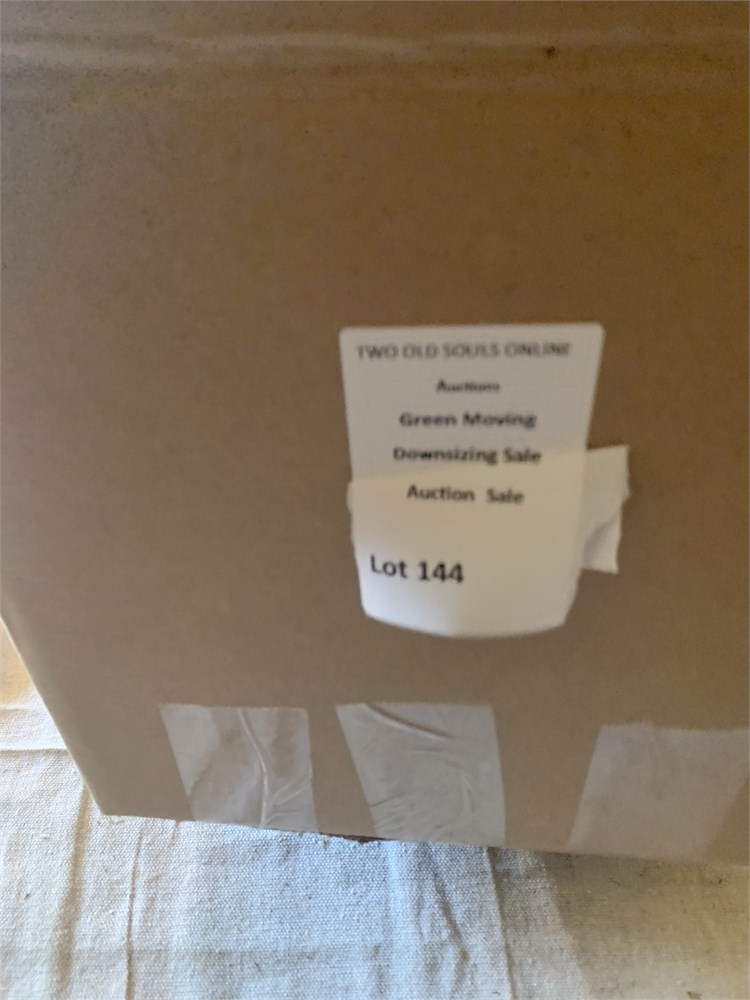 TWO OLD SOULS ONLINE
Auctions
Green Moving
Downsizing Sale
Auction Sale
Lot 144